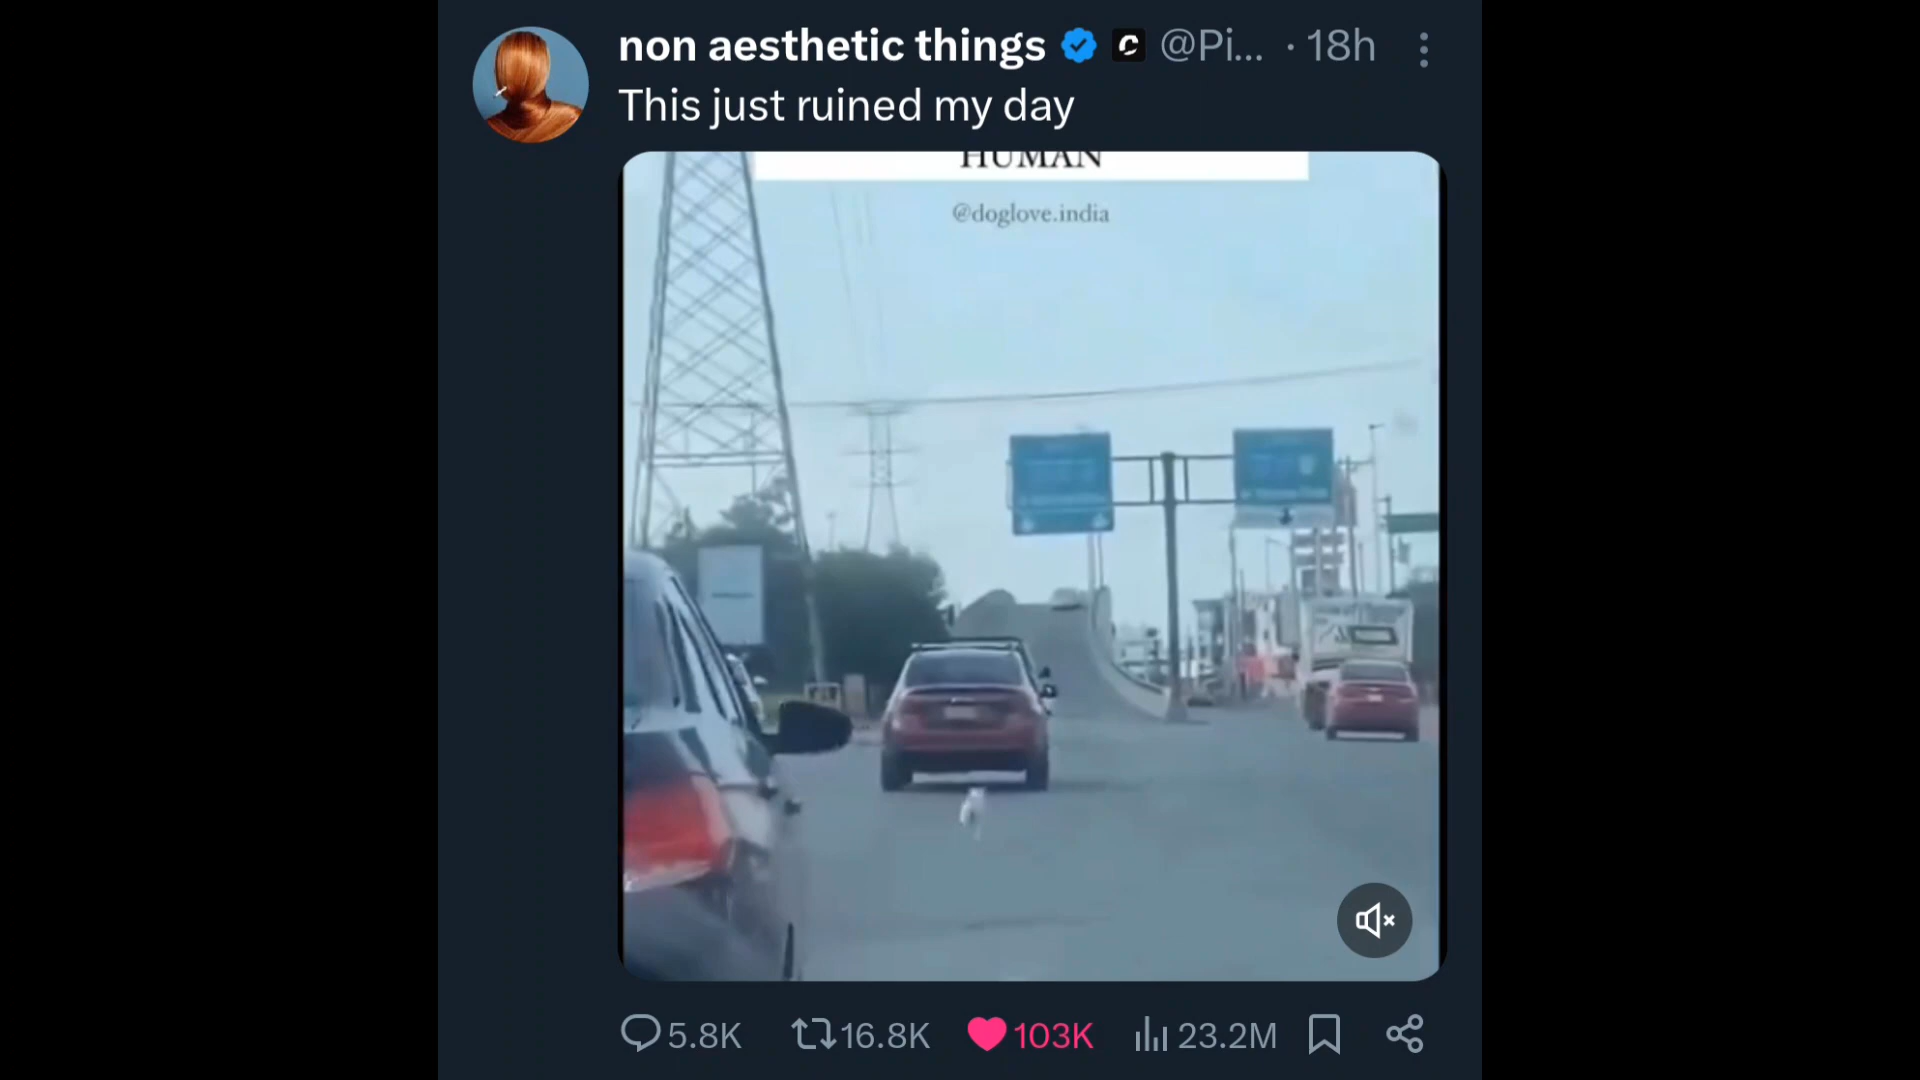 non aesthetic things @Pi... · 18h
This just ruined my day
HUMAN
@doglove.india
5.8K 16.8K 103K 23.2M